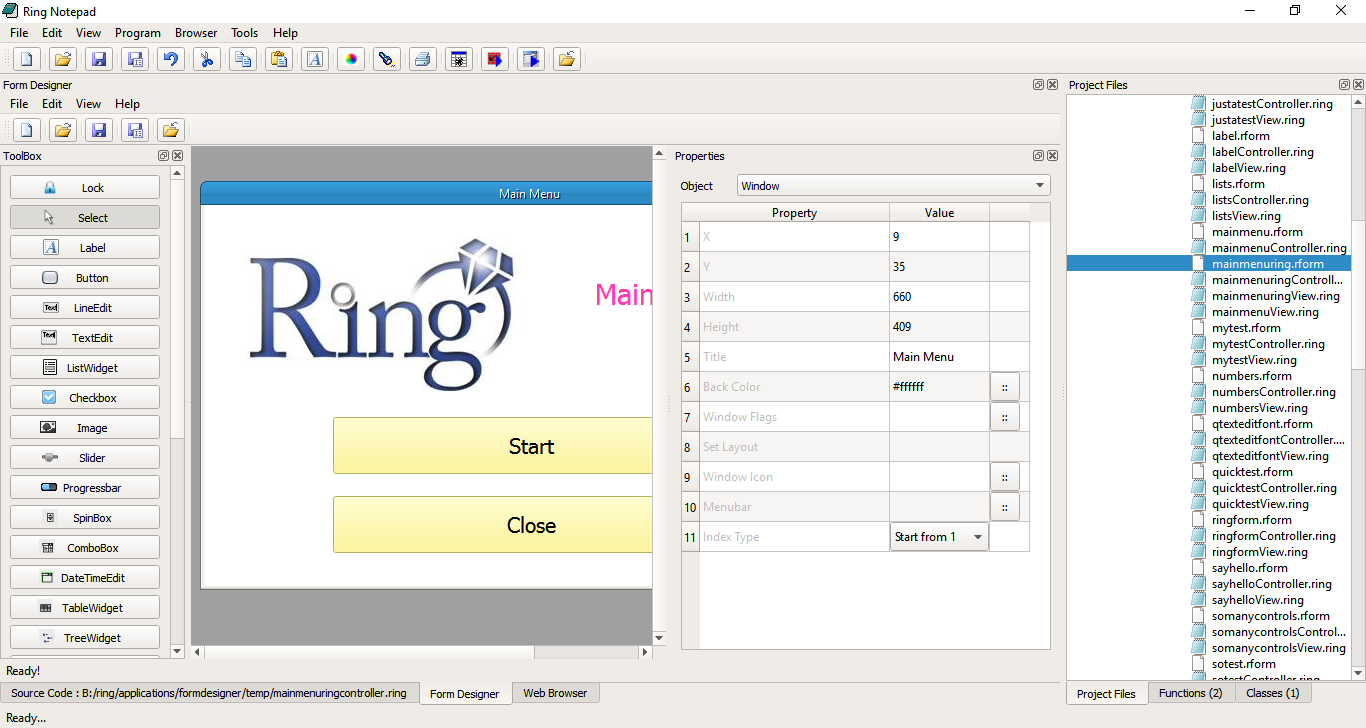 Ring Notepad
File Edit View Program Browser Tools Help
Form Designer
File Edit View Help
ToolBox
Lock
Select
Label
Button
LineEdit
TextEdit
ListWidget
Checkbox
Image
Slider
Progressbar
SpinBox
ComboBox
DateTimeEdit
TableWidget
TreeWidget
Main Menu
Ring
Main
Start
Close
Properties
Object Window
Property Value
1 X 9
2 Y 35
3 Width 660
4 Height 409
5 Title Main Menu
6 Back Color #ffffff ::
7 Window Flags ::
8 Set Layout
9 Window Icon ::
10 Menubar ::
11 Index Type Start from 1
Project Files
justatestController.ring
justatestView.ring
label.rform
labelController.ring
labelView.ring
lists.rform
listsController.ring
listsView.ring
mainmenu.rform
mainmenuController.ring
mainmenuring.rform
mainmenuringControll...
mainmenuringView.ring
mainmenuView.ring
mytest.rform
mytestController.ring
mytestView.ring
numbers.rform
numbersController.ring
numbersView.ring
qtexteditfont.rform
qtexteditfontController....
qtexteditfontView.ring
quicktest.rform
quicktestController.ring
quicktestView.ring
ringform.rform
ringformController.ring
ringformView.ring
sayhello.rform
sayhelloController.ring
sayhelloView.ring
somanycontrols.rform
somanycontrolsControl...
somanycontrolsView.ring
sotest.rform
sotestController.ring
Ready!
Source Code : B:/ring/applications/formdesigner/temp/mainmenuringcontroller.ring Form Designer Web Browser
Project Files Functions (2) Classes (1)
Ready...